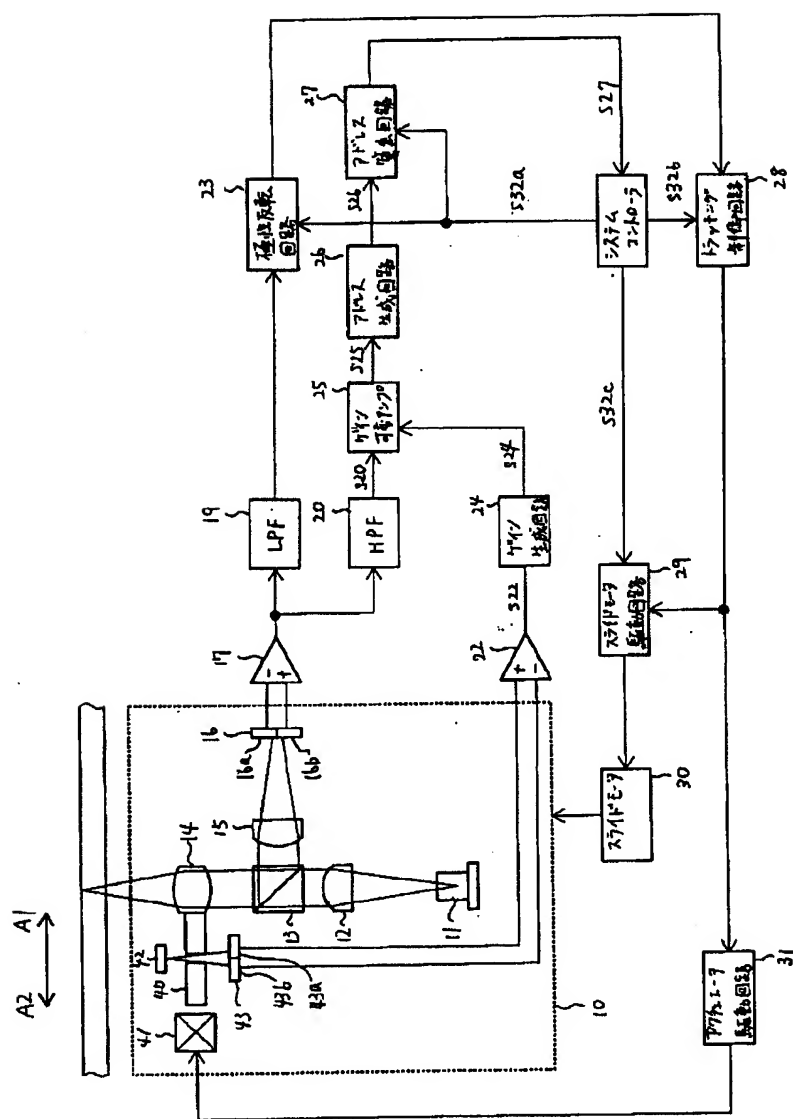 A2 A1
23
極性反転
回路
27
アドレス
回路
S26
26
アドレス
生成回路
S25
25
ゲイン
可変アンプ
S20
S24
19
LPF
20
HPF
24
ゲイン
生成回路
S22
17
-
+
22
+
-
S27
S32a
システム
コントローラ
S32b
28
トラッキング
制御回路
S32c
29
スライドモータ
駆動回路
30
スライドモータ
31
アクチュエータ
駆動回路
16
16a
16b
15
14
13
12
11
42
40
41
43
43b
43a
10